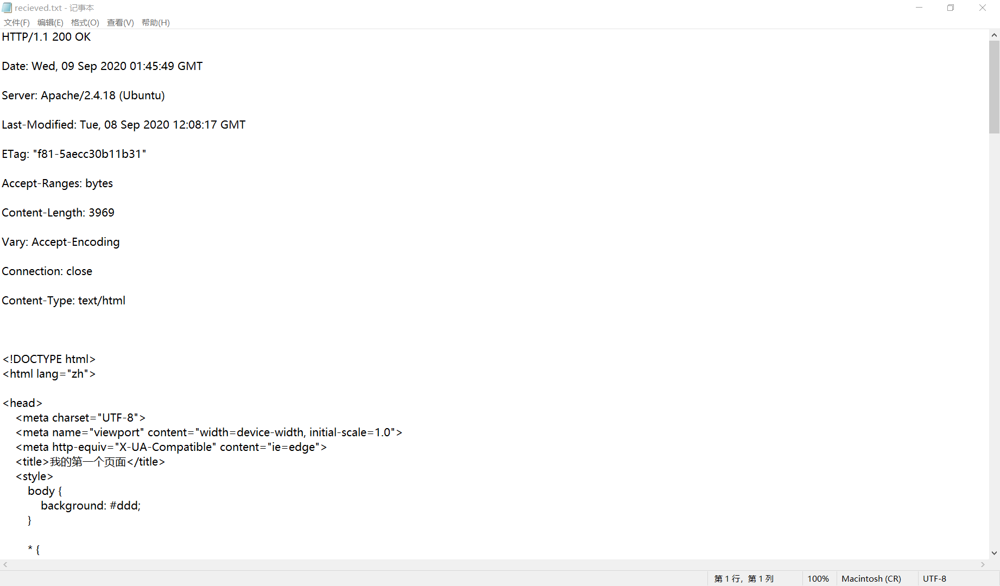 recieved.txt - 记事本
文件(F) 编辑(E) 格式(O) 查看(V) 帮助(H)
HTTP/1.1 200 OK
Date: Wed, 09 Sep 2020 01:45:49 GMT
Server: Apache/2.4.18 (Ubuntu)
Last-Modified: Tue, 08 Sep 2020 12:08:17 GMT
ETag: "f81-5aecc30b11b31"
Accept-Ranges: bytes
Content-Length: 3969
Vary: Accept-Encoding
Connection: close
Content-Type: text/html
<!DOCTYPE html>
<html lang="zh">
<head>
<meta charset="UTF-8">
<meta name="viewport" content="width=device-width, initial-scale=1.0">
<meta http-equiv="X-UA-Compatible" content="ie=edge">
<title>我的第一个页面</title>
<style>
body {
background: #ddd;
}
* {
第 1 行，第 1 列 100% Macintosh (CR) UTF-8